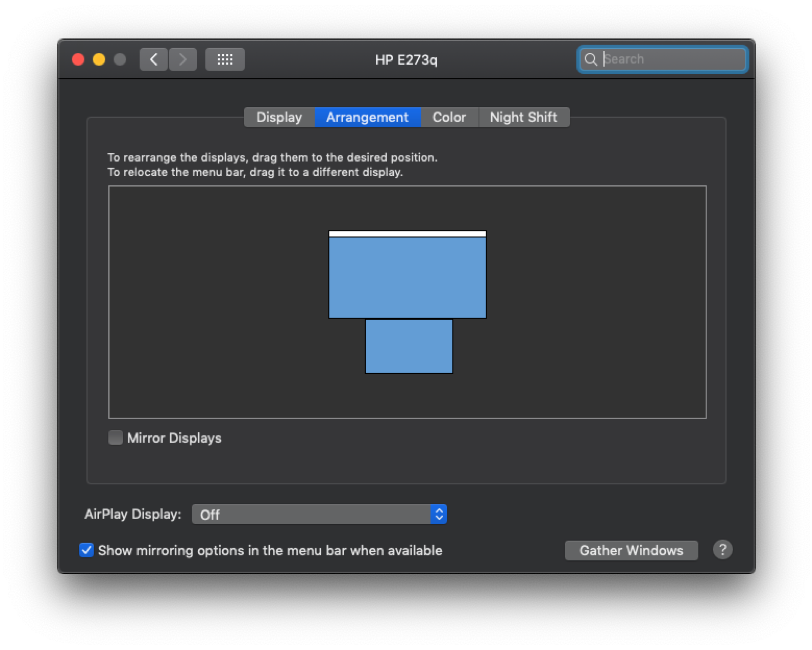 HP E273q
Search
Display Arrangement Color Night Shift
To rearrange the displays, drag them to the desired position.
To relocate the menu bar, drag it to a different display.
Mirror Displays
AirPlay Display: Off
Show mirroring options in the menu bar when available
Gather Windows ?